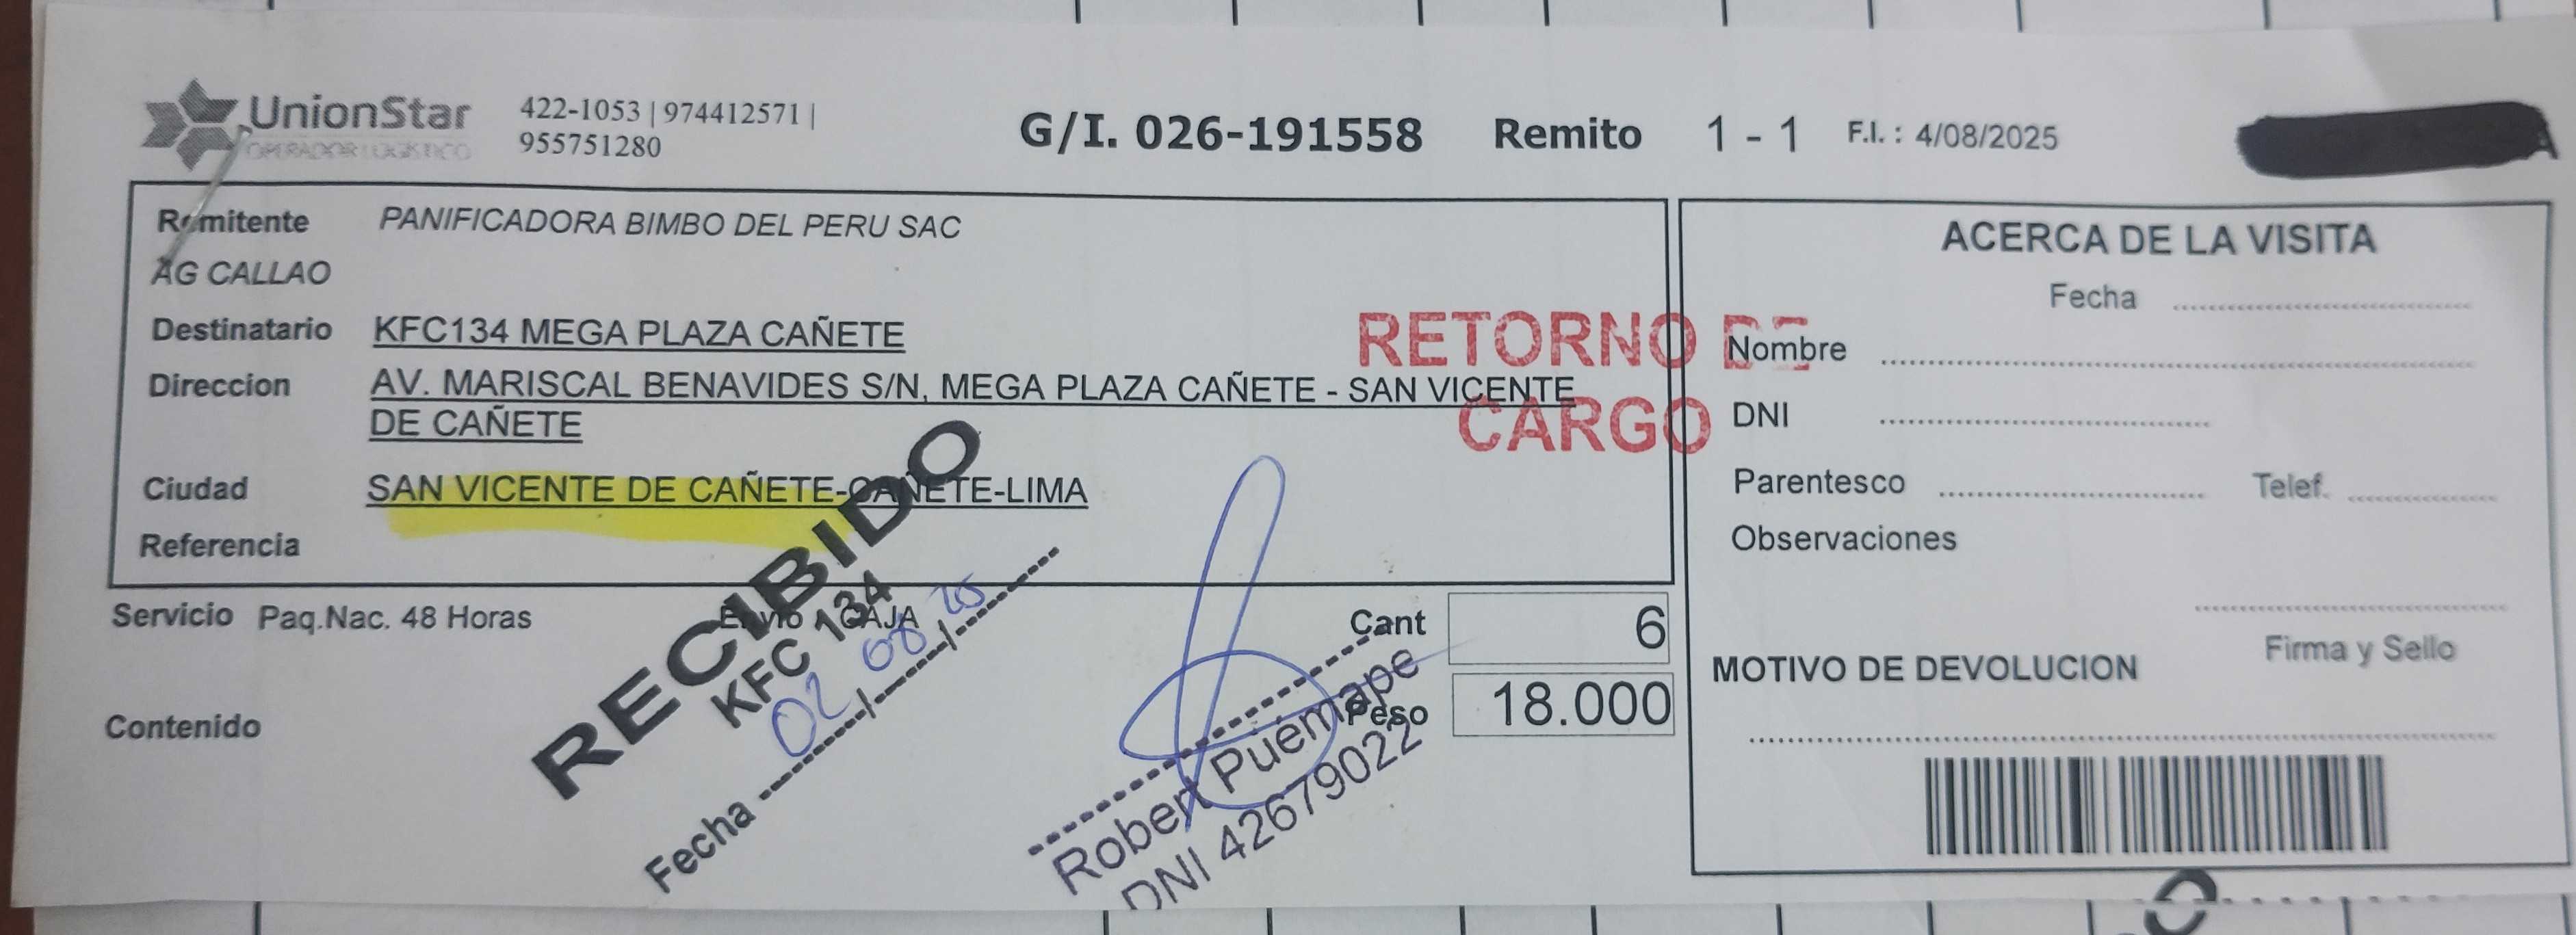 UnionStar
OPERADOR LOGISTICO
422-1053 | 974412571 |
955751280
G/I. 026-191558 Remito 1 - 1 F.I. : 4/08/2025
Remitente PANIFICADORA BIMBO DEL PERU SAC
AG CALLAO
Destinatario KFC134 MEGA PLAZA CAÑETE
Direccion AV. MARISCAL BENAVIDES S/N, MEGA PLAZA CAÑETE - SAN VICENTE
DE CAÑETE
Ciudad SAN VICENTE DE CAÑETE-CAÑETE-LIMA
Referencia
RETORNO DE
CARGO
Servicio Paq.Nac. 48 Horas Envio CAJA Cant 6
Contenido Peso 18.000
RECIBIDO
KFC 134
Fecha 02/08/25
Robert Puémape
DNI 42679022
ACERCA DE LA VISITA
Fecha
Nombre
DNI
Parentesco Telef.
Observaciones
Firma y Sello
MOTIVO DE DEVOLUCION